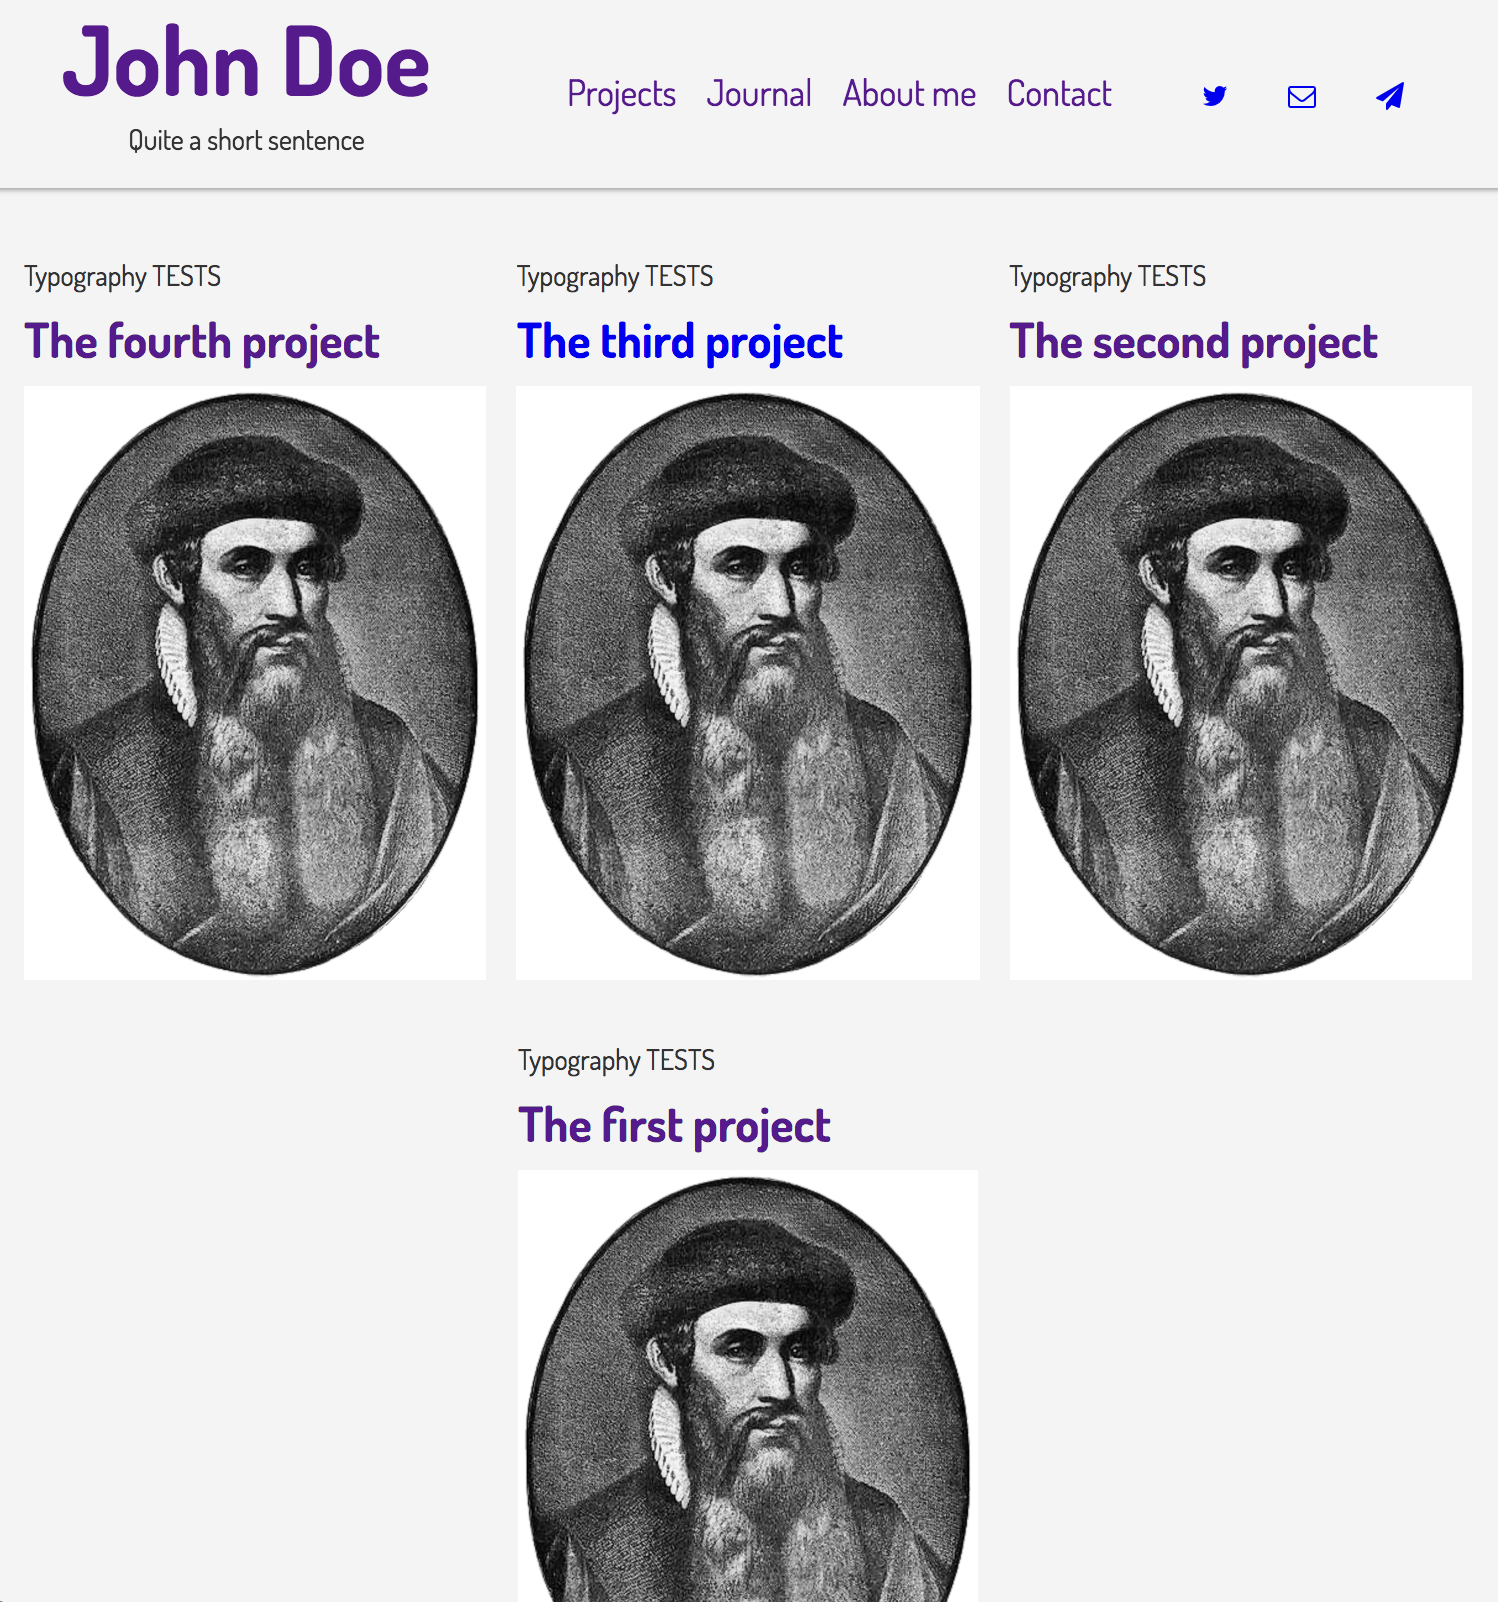 John Doe
Quite a short sentence
Projects Journal About me Contact
Typography TESTS
The fourth project
Typography TESTS
The third project
Typography TESTS
The second project
Typography TESTS
The first project